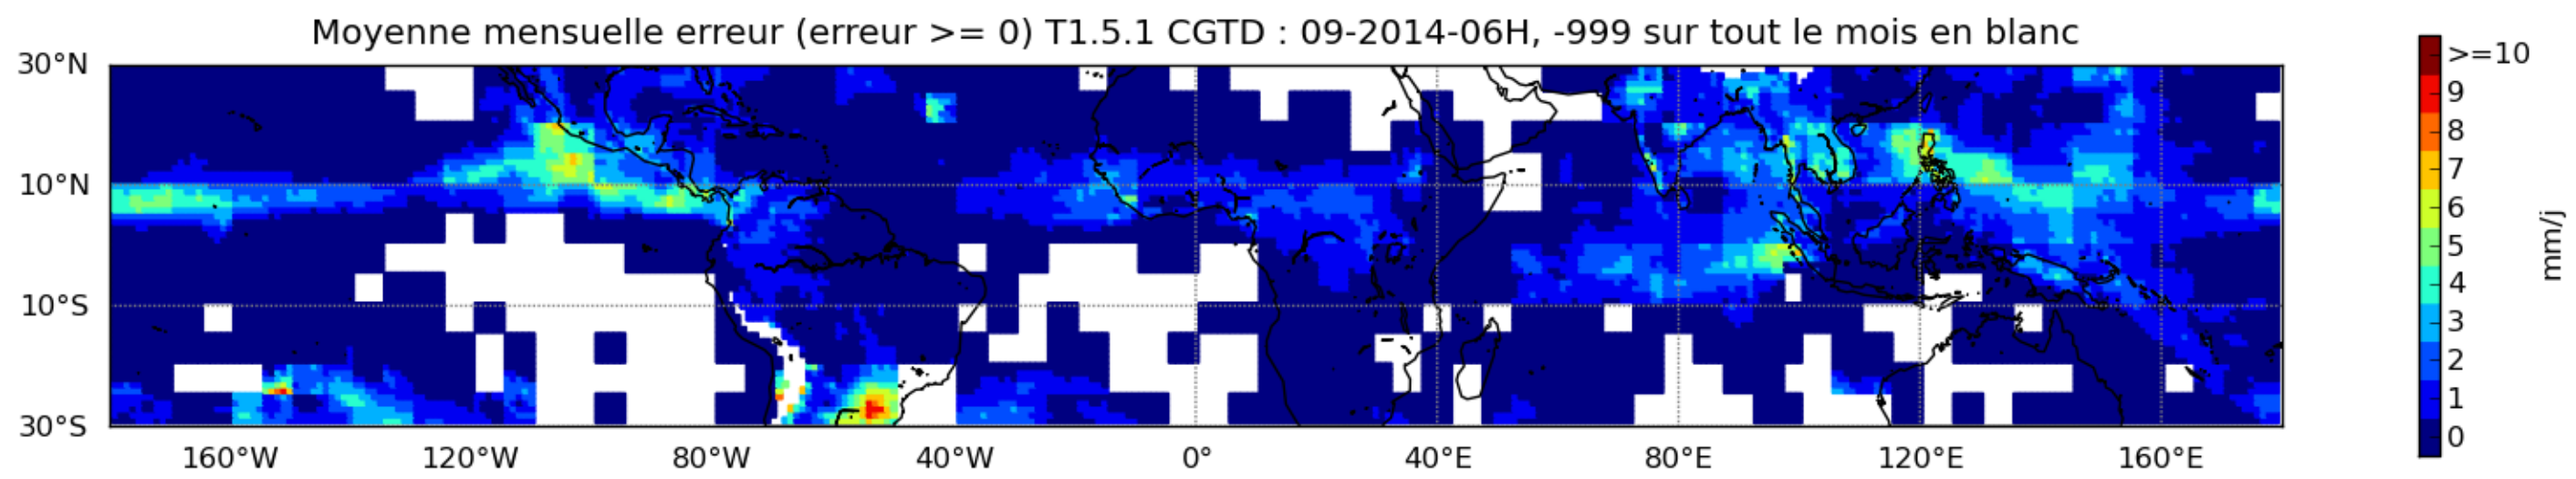 Moyenne mensuelle erreur (erreur >= 0) T1.5.1 CGTD : 09-2014-06H, -999 sur tout le mois en blanc
30°N
10°N
10°S
30°S
160°W 120°W 80°W 40°W 0° 40°E 80°E 120°E 160°E
>=10
9
8
7
6
5
4
3
2
1
0
mm/j